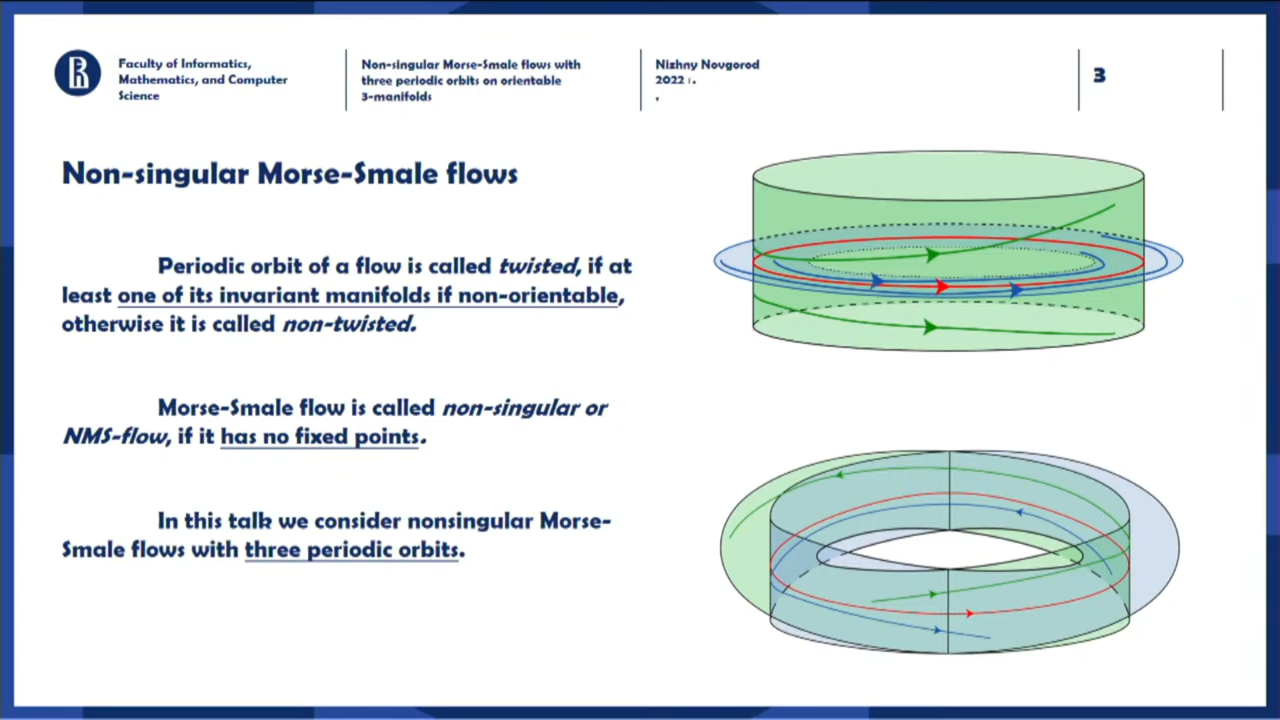 Faculty of Informatics,
Mathematics, and Computer
Science
Non-singular Morse-Smale flows with
three periodic orbits on orientable
3-manifolds
Nizhny Novgorod
2022 г.
,
3
Non-singular Morse-Smale flows
Periodic orbit of a flow is called twisted, if at
least one of its invariant manifolds if non-orientable,
otherwise it is called non-twisted.
Morse-Smale flow is called non-singular or
NMS-flow, if it has no fixed points.
In this talk we consider nonsingular Morse-
Smale flows with three periodic orbits.